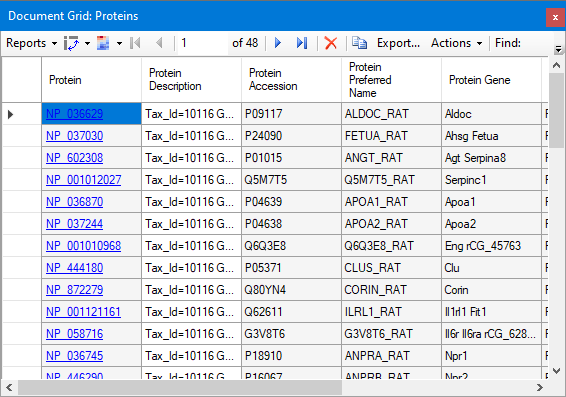 Document Grid: Proteins
Reports 1 of 48 Export... Actions Find:
Protein Protein Description Protein Accession Protein Preferred Name Protein Gene
NP_036629 Tax_Id=10116 G... P09117 ALDOC_RAT Aldoc
NP_037030 Tax_Id=10116 G... P24090 FETUA_RAT Ahsg Fetua
NP_602308 Tax_Id=10116 G... P01015 ANGT_RAT Agt Serpina8
NP_001012027 Tax_Id=10116 G... Q5M7T5 Q5M7T5_RAT Serpinc1
NP_036870 Tax_Id=10116 G... P04639 APOA1_RAT Apoa1
NP_037244 Tax_Id=10116 G... P04638 APOA2_RAT Apoa2
NP_001010968 Tax_Id=10116 G... Q6Q3E8 Q6Q3E8_RAT Eng rCG_45763
NP_444180 Tax_Id=10116 G... P05371 CLUS_RAT Clu
NP_872279 Tax_Id=10116 G... Q80YN4 CORIN_RAT Corin
NP_001121161 Tax_Id=10116 G... Q62611 ILRL1_RAT Il1rl1 Fit1
NP_058716 Tax_Id=10116 G... G3V8T6 G3V8T6_RAT Il6r Il6ra rCG_628...
NP_036745 Tax_Id=10116 G... P18910 ANPRA_RAT Npr1
NP_446290 Tax_Id=10116 G... P16067 ANPRB_RAT Npr2